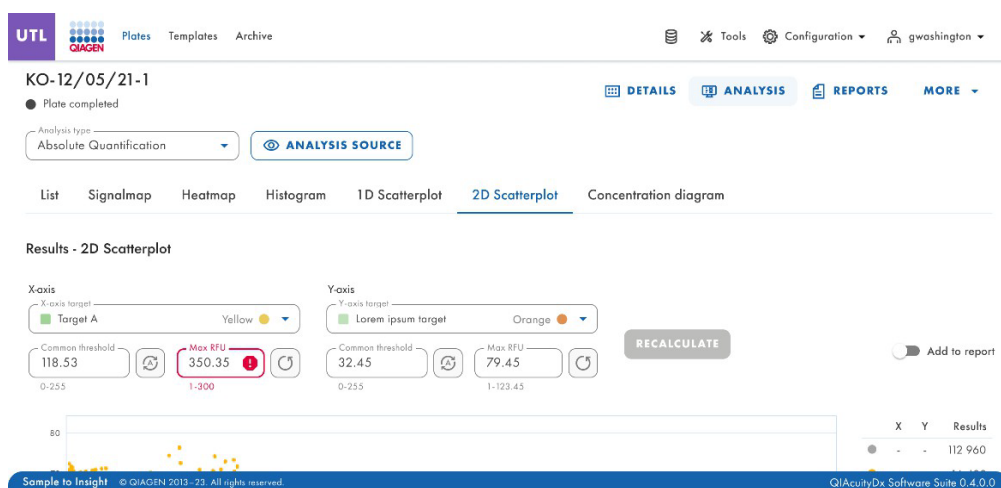 UTL QIAGEN Plates Templates Archive Tools Configuration gwashington
KO-12/05/21-1
Plate completed
DETAILS ANALYSIS REPORTS MORE
Analysis type
Absolute Quantification
ANALYSIS SOURCE
List Signalmap Heatmap Histogram 1D Scatterplot 2D Scatterplot Concentration diagram
Results - 2D Scatterplot
X-axis Y-axis
X-axis target Y-axis target
Target A Yellow Lorem ipsum target Orange
RECALCULATE
Common threshold Max RFU Common threshold Max RFU
118.53 A 350.35 ! 32.45 A 79.45
Add to report
0-255 1-300 0-255 1-123.45
X Y Results
80
- - 112 960
Sample to Insight © QIAGEN 2013-23. All rights reserved. QIAcuityDx Software Suite 0.4.0.0